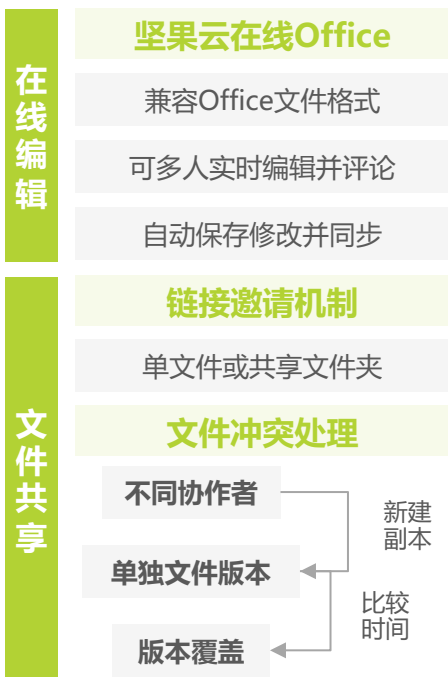 在线编辑
坚果云在线Office
兼容Office文件格式
可多人实时编辑并评论
自动保存修改并同步
文件共享
链接邀请机制
单文件或共享文件夹
文件冲突处理
不同协作者
新建
副本
单独文件版本
比较
时间
版本覆盖